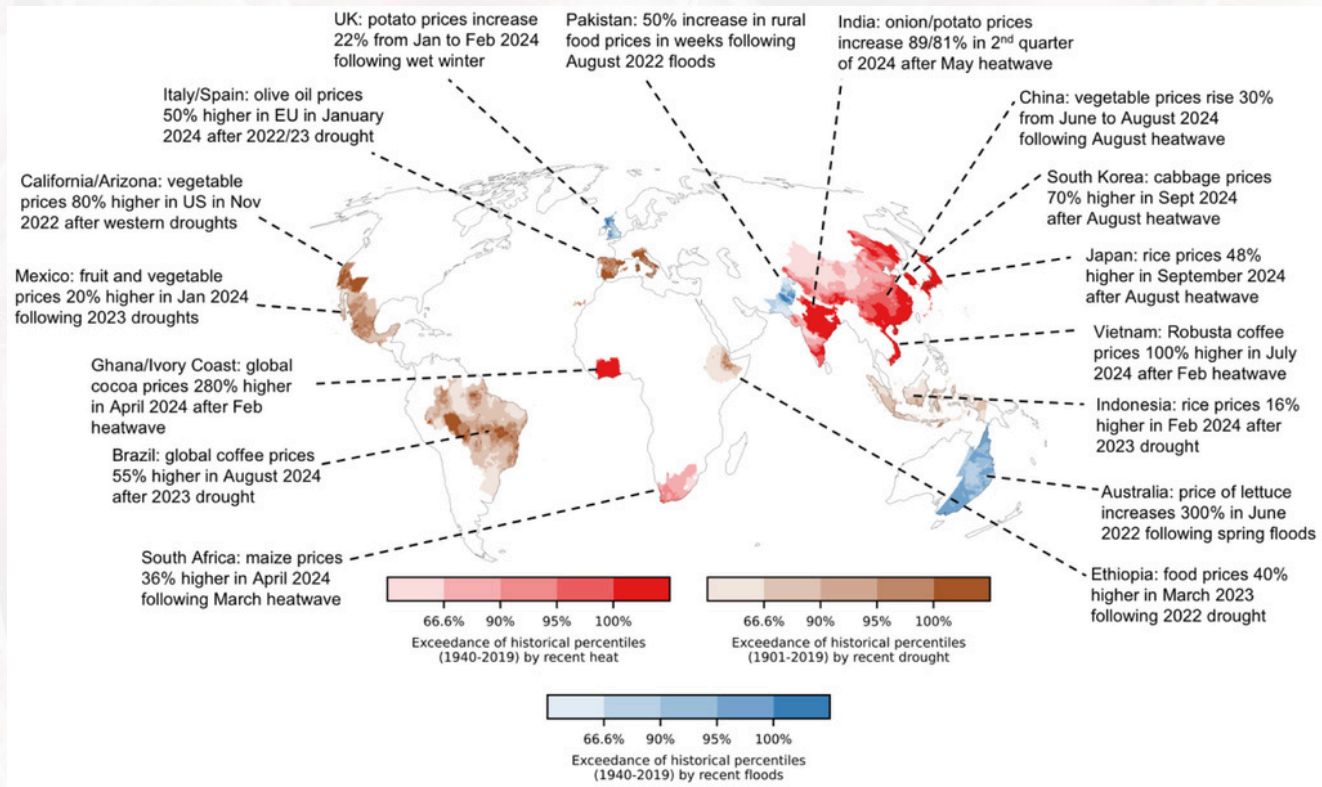 UK: potato prices increase
22% from Jan to Feb 2024
following wet winter
Pakistan: 50% increase in rural
food prices in weeks following
August 2022 floods
India: onion/potato prices
increase 89/81% in 2nd quarter
of 2024 after May heatwave
Italy/Spain: olive oil prices
50% higher in EU in January
2024 after 2022/23 drought
China: vegetable prices rise 30%
from June to August 2024
following August heatwave
California/Arizona: vegetable
prices 80% higher in US in Nov
2022 after western droughts
South Korea: cabbage prices
70% higher in Sept 2024
after August heatwave
Mexico: fruit and vegetable
prices 20% higher in Jan 2024
following 2023 droughts
Japan: rice prices 48%
higher in September 2024
after August heatwave
Ghana/Ivory Coast: global
cocoa prices 280% higher
in April 2024 after Feb
heatwave
Vietnam: Robusta coffee
prices 100% higher in July
2024 after Feb heatwave
Indonesia: rice prices 16%
higher in Feb 2024 after
2023 drought
Brazil: global coffee prices
55% higher in August 2024
after 2023 drought
Australia: price of lettuce
increases 300% in June
2022 following spring floods
South Africa: maize prices
36% higher in April 2024
following March heatwave
Ethiopia: food prices 40%
higher in March 2023
following 2022 drought
66.6% 90% 95% 100%
Exceedance of historical percentiles
(1940-2019) by recent heat
66.6% 90% 95% 100%
Exceedance of historical percentiles
(1901-2019) by recent drought
66.6% 90% 95% 100%
Exceedance of historical percentiles
(1940-2019) by recent floods